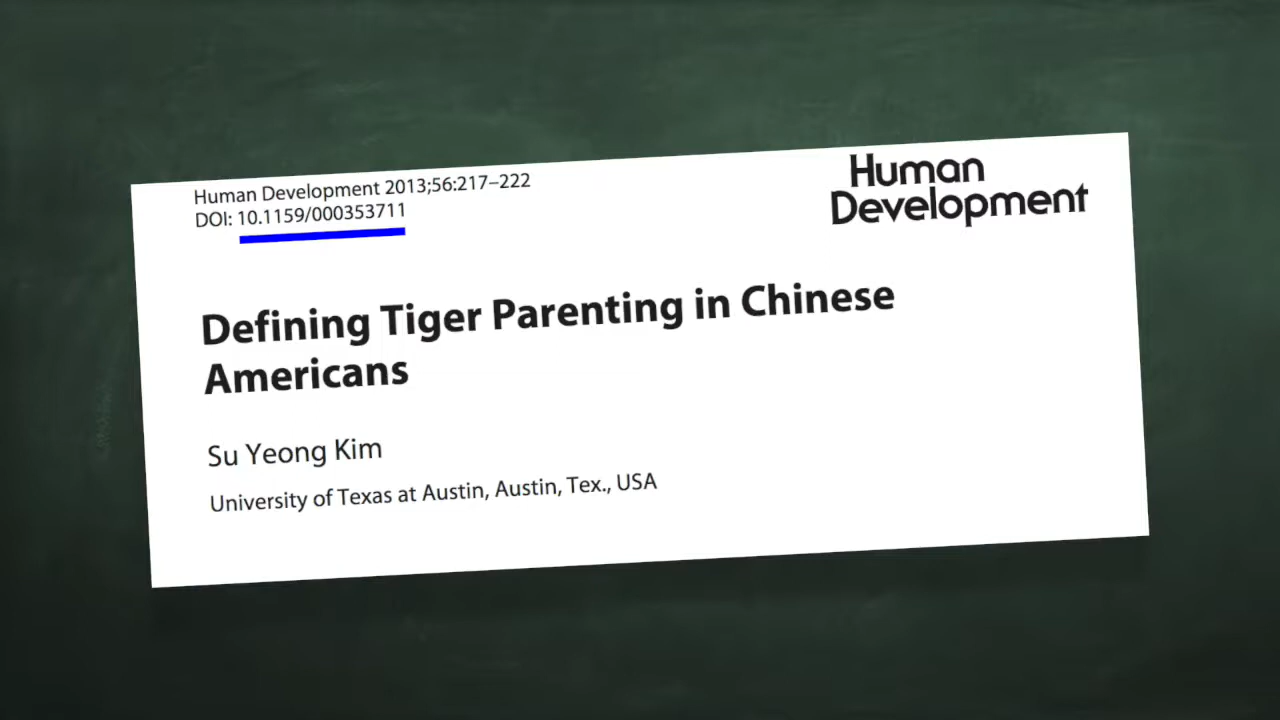 Human Development 2013;56:217–222
DOI: 10.1159/000353711
Human
Development
Defining Tiger Parenting in Chinese
Americans
Su Yeong Kim
University of Texas at Austin, Austin, Tex., USA